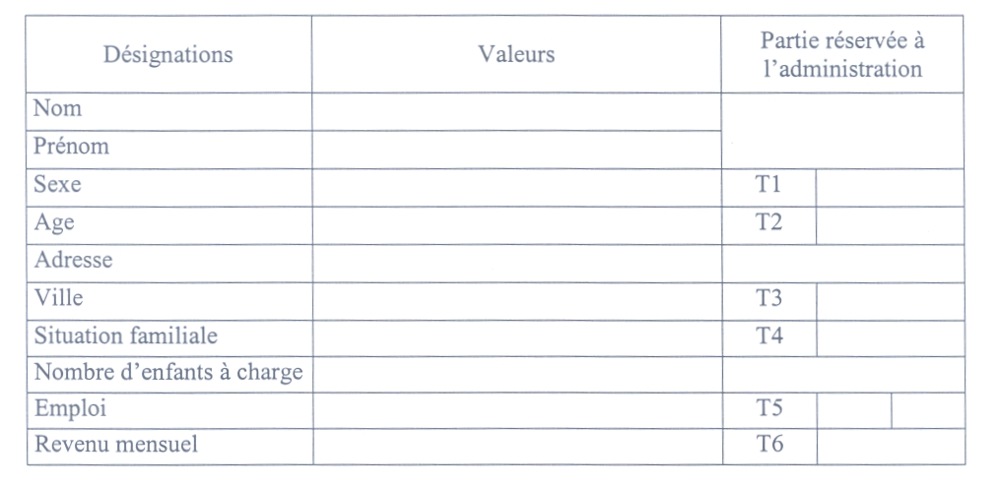 Désignations
Valeurs
Partie réservée à
l’administration
Nom
Prénom
Sexe
T1
Age
T2
Adresse
Ville
T3
Situation familiale
T4
Nombre d’enfants à charge
Emploi
T5
Revenu mensuel
T6